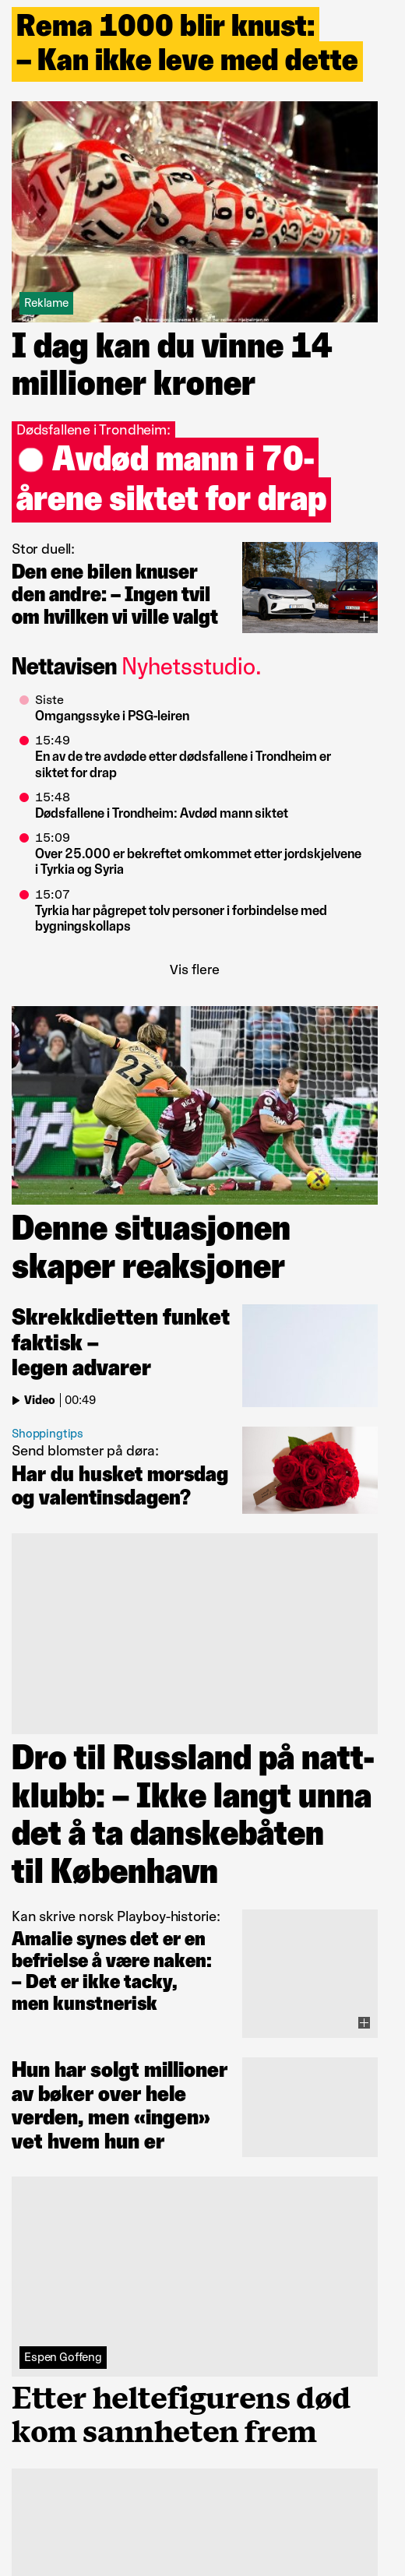 Rema 1000 blir knust:
– Kan ikke leve med dette
Reklame
I dag kan du vinne 14
millioner kroner
Dødsfallene i Trondheim:
Avdød mann i 70-
årene siktet for drap
Stor duell:
Den ene bilen knuser
den andre: – Ingen tvil
om hvilken vi ville valgt
Nettavisen Nyhetsstudio.
Siste
Omgangssyke i PSG-leiren
15:49
En av de tre avdøde etter dødsfallene i Trondheim er
siktet for drap
15:48
Dødsfallene i Trondheim: Avdød mann siktet
15:09
Over 25.000 er bekreftet omkommet etter jordskjelvene
i Tyrkia og Syria
15:07
Tyrkia har pågrepet tolv personer i forbindelse med
bygningskollaps
Vis flere
GALLAGHER
23
RICE
41
Denne situasjonen
skaper reaksjoner
Skrekkdietten funket
faktisk –
legen advarer
Video 00:49
Shoppingtips
Send blomster på døra:
Har du husket morsdag
og valentinsdagen?
Dro til Russland på natt-
klubb: – Ikke langt unna
det å ta danskebåten
til København
Kan skrive norsk Playboy-historie:
Amalie synes det er en
befrielse å være naken:
– Det er ikke tacky,
men kunstnerisk
Hun har solgt millioner
av bøker over hele
verden, men «ingen»
vet hvem hun er
Espen Goffeng
Etter heltefigurens død
kom sannheten frem